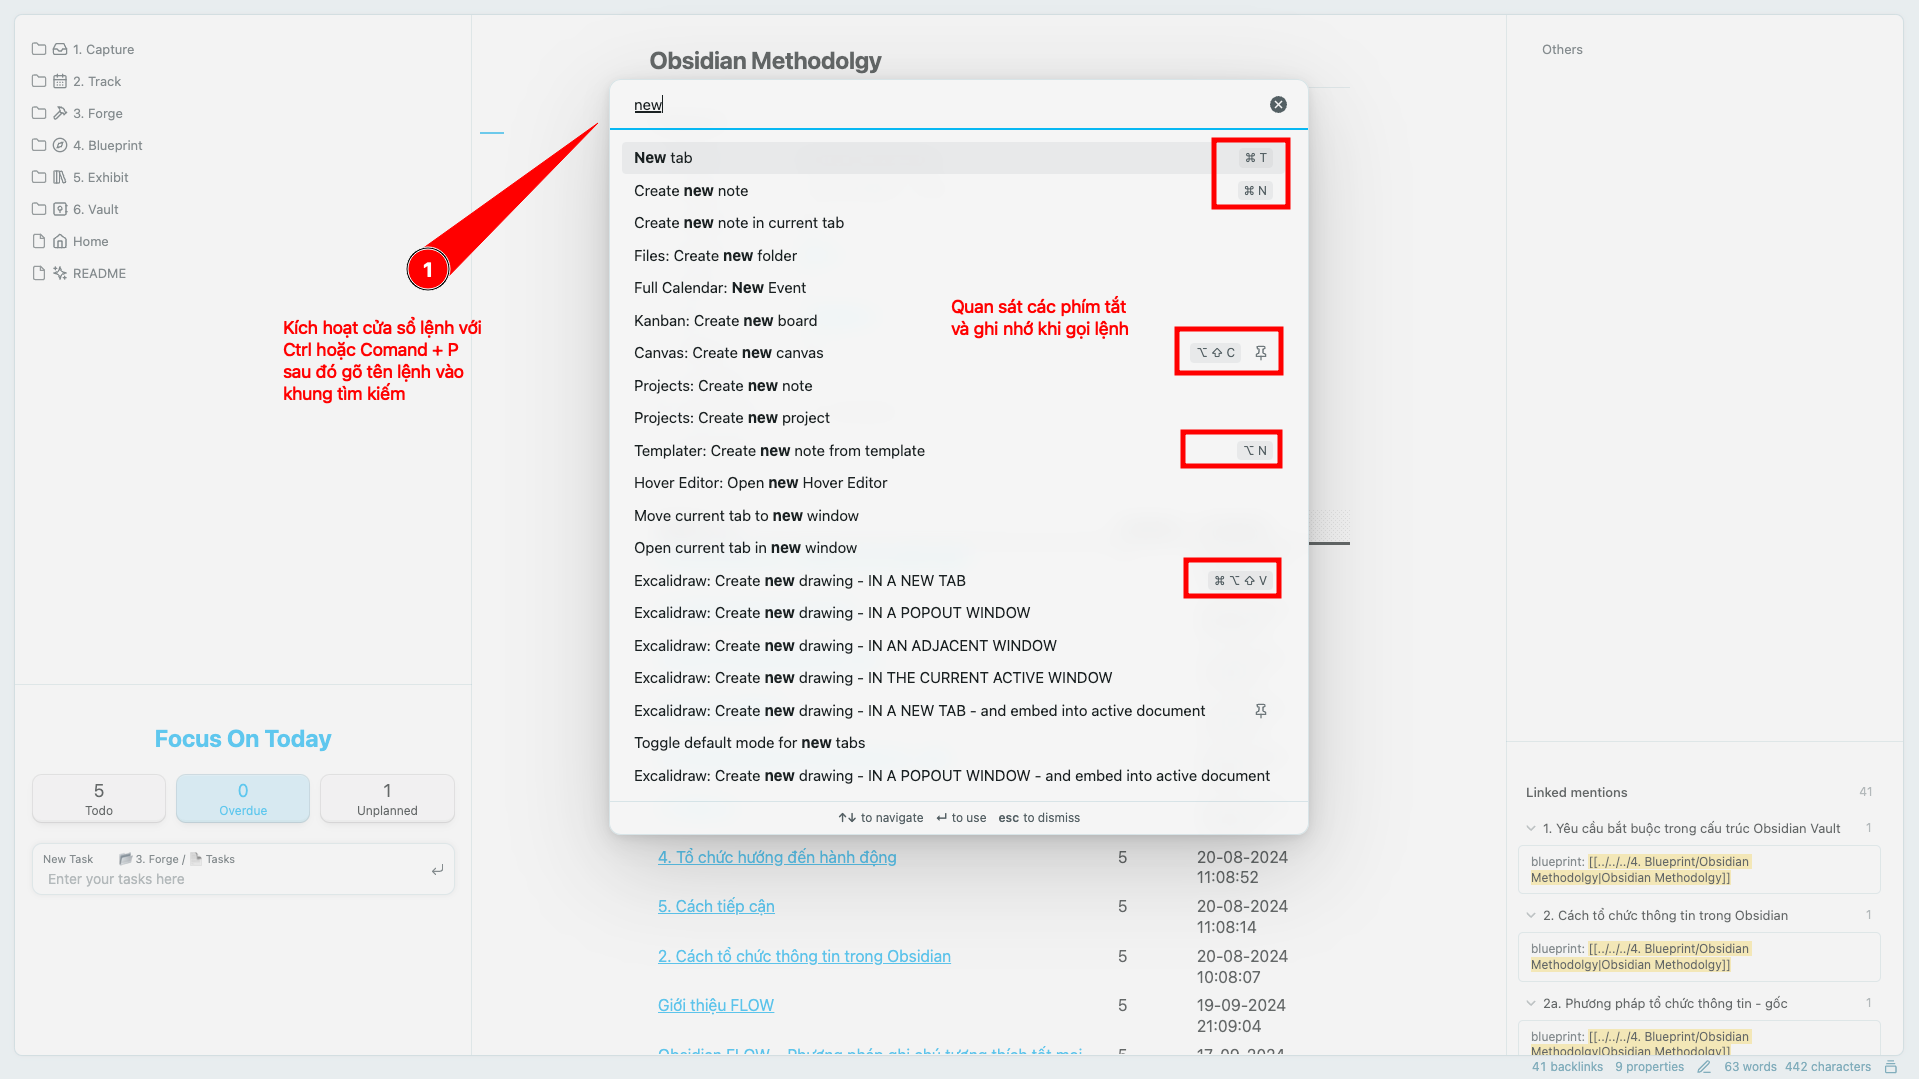 1. Capture
2. Track
3. Forge
4. Blueprint
5. Exhibit
6. Vault
Home
README
Obsidian Methodolgy
Others
new
New tab ⌘ T
Create new note ⌘ N
Create new note in current tab
Files: Create new folder
Full Calendar: New Event
Kanban: Create new board
Canvas: Create new canvas ⌥ ⇧ C
Projects: Create new note
Projects: Create new project
Templater: Create new note from template ⌥ N
Hover Editor: Open new Hover Editor
Move current tab to new window
Open current tab in new window
Excalidraw: Create new drawing - IN A NEW TAB ⌘ ⌥ ⇧ V
Excalidraw: Create new drawing - IN A POPOUT WINDOW
Excalidraw: Create new drawing - IN AN ADJACENT WINDOW
Excalidraw: Create new drawing - IN THE CURRENT ACTIVE WINDOW
Excalidraw: Create new drawing - IN A NEW TAB - and embed into active document
Toggle default mode for new tabs
Excalidraw: Create new drawing - IN A POPOUT WINDOW - and embed into active document
↑↓ to navigate ↵ to use esc to dismiss
1
Kích hoạt cửa sổ lệnh với
Ctrl hoặc Comand + P
sau đó gõ tên lệnh vào
khung tìm kiếm
Quan sát các phím tắt
và ghi nhớ khi gọi lệnh
Focus On Today
5 0 1
Todo Overdue Unplanned
New Task 3. Forge / Tasks
Enter your tasks here
4. Tổ chức hướng đến hành động 5 20-08-2024
11:08:52
5. Cách tiếp cận 5 20-08-2024
11:08:14
2. Cách tổ chức thông tin trong Obsidian 5 20-08-2024
10:08:07
Giới thiệu FLOW 5 19-09-2024
21:09:04
Obsidian FLOW - Phương pháp ghi chú tương thích tốt mọi 5 17-09-2024
Linked mentions 41
1. Yêu cầu bắt buộc trong cấu trúc Obsidian Vault 1
blueprint: [[../../../4. Blueprint/Obsidian
Methodolgy|Obsidian Methodolgy]]
2. Cách tổ chức thông tin trong Obsidian 1
blueprint: [[../../../4. Blueprint/Obsidian
Methodolgy|Obsidian Methodolgy]]
2a. Phương pháp tổ chức thông tin - gốc 1
blueprint: [[../../../4. Blueprint/Obsidian
Methodolgy|Obsidian Methodolgy]]
41 backlinks 9 properties 63 words 442 characters